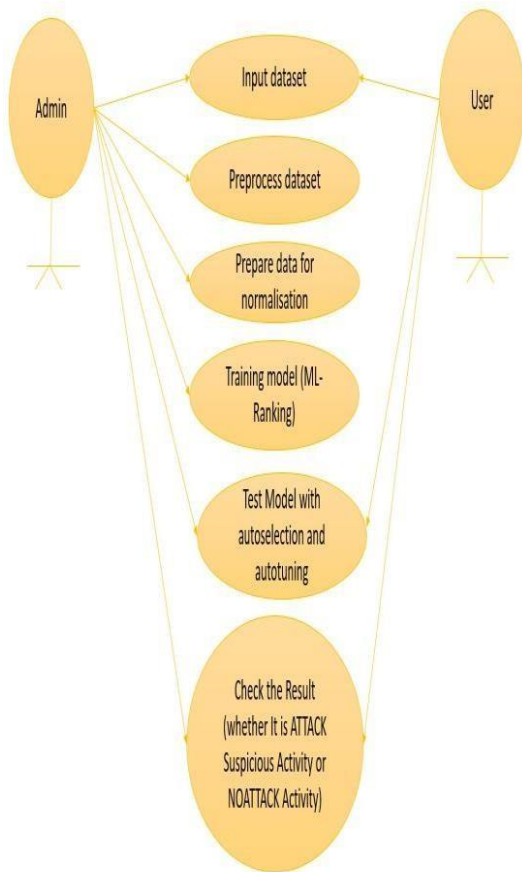 Admin
Input dataset
User
Preprocess dataset
Prepare data for
normalisation
Training model (ML-
Ranking)
Test Model with
autoselection and
autotuning
Check the Result
(whether It is ATTACK
Suspicious Activity or
NOATTACK Activity)